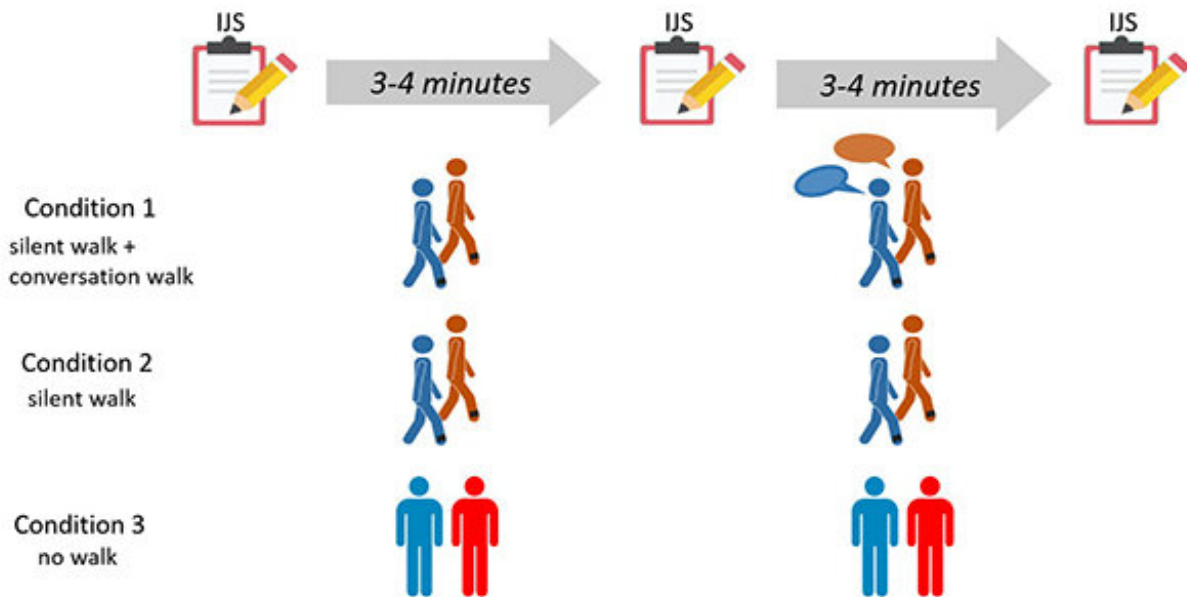 IJS
3-4 minutes
IJS
3-4 minutes
IJS
Condition 1
silent walk +
conversation walk
Condition 2
silent walk
Condition 3
no walk